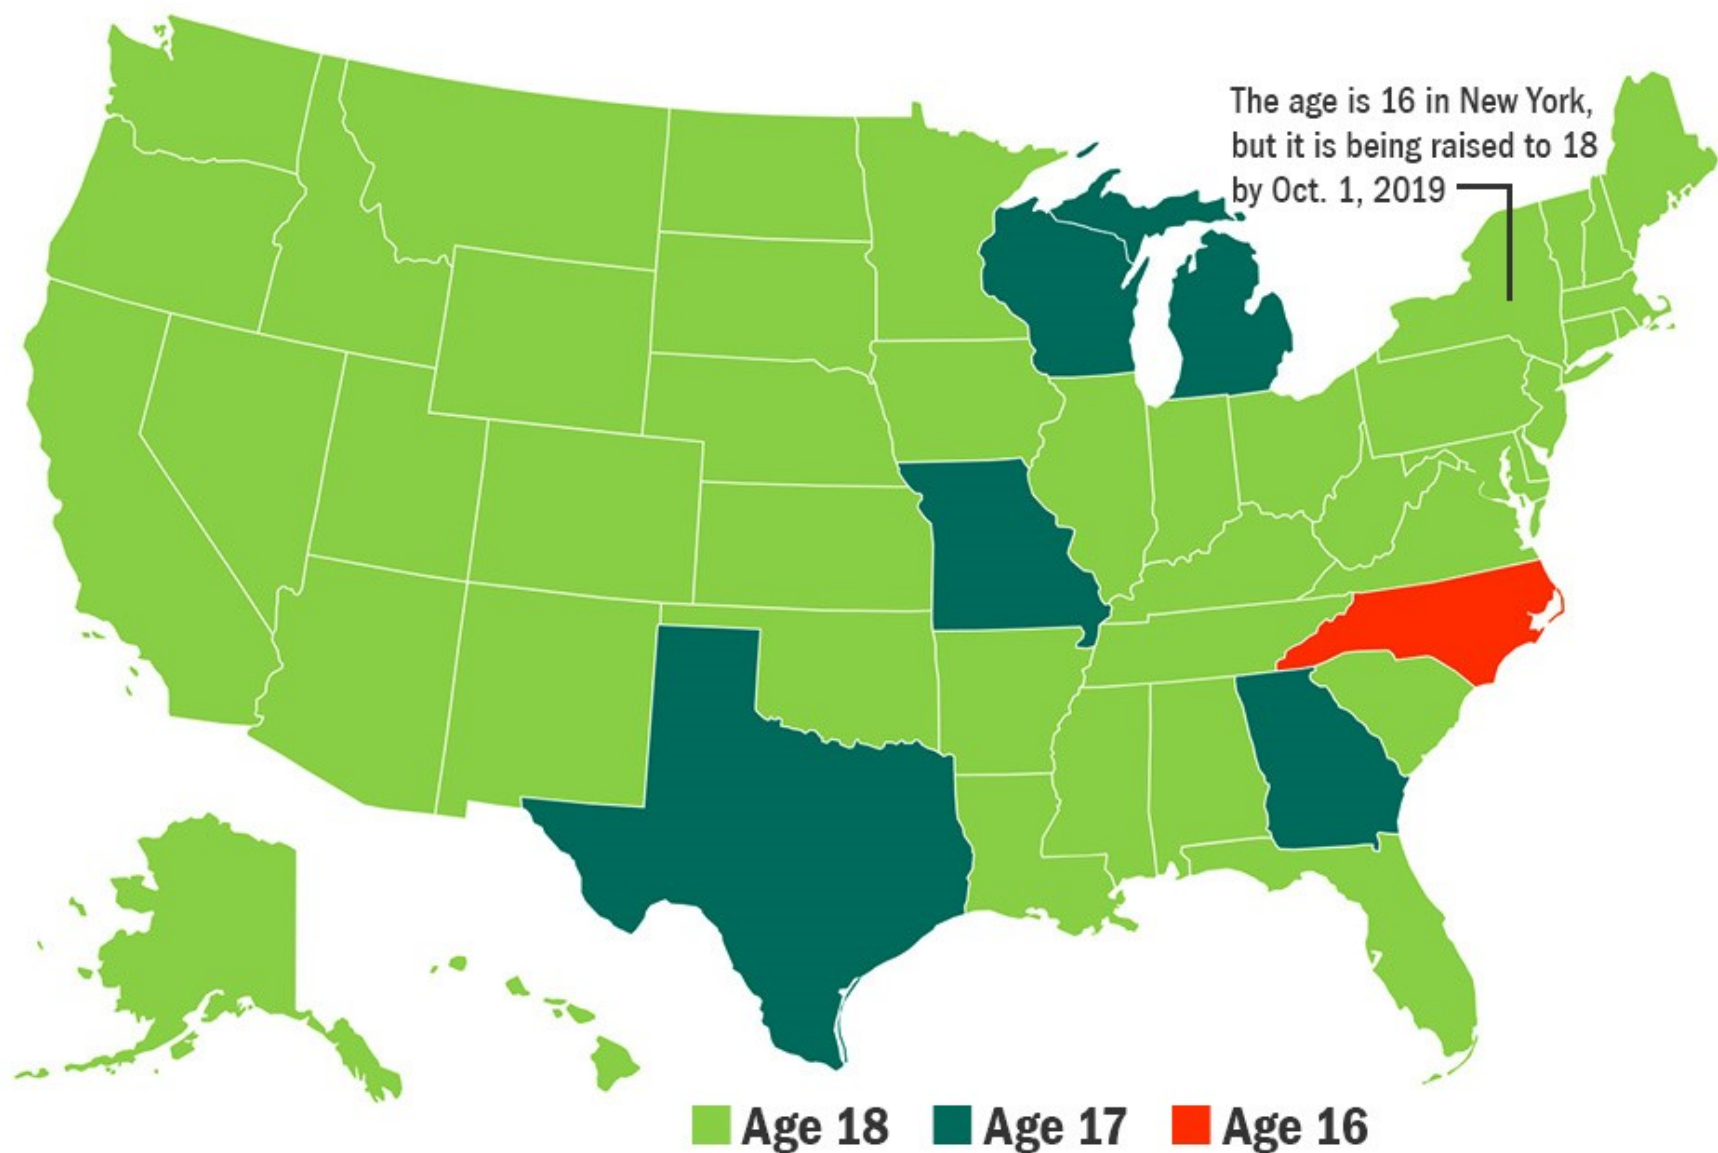 The age is 16 in New York,
but it is being raised to 18
by Oct. 1, 2019
Age 18
Age 17
Age 16